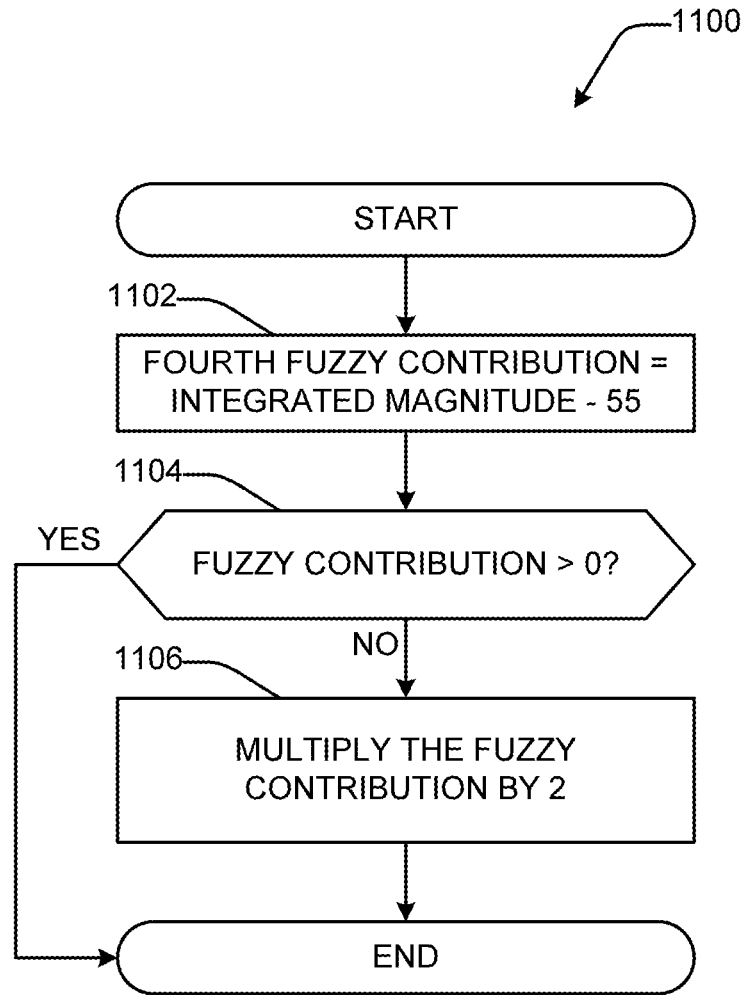 1100
START
1102
FOURTH FUZZY CONTRIBUTION =
INTEGRATED MAGNITUDE - 55
1104
YES
FUZZY CONTRIBUTION > 0?
NO
1106
MULTIPLY THE FUZZY
CONTRIBUTION BY 2
END